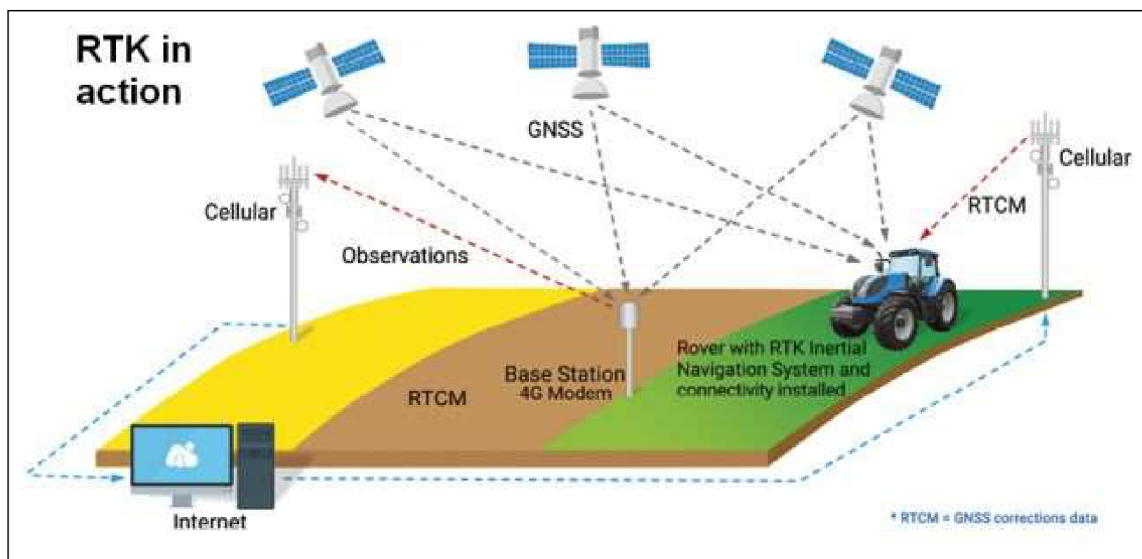 RTK in
action
GNSS
Cellular
Cellular
RTCM
Observations
Rover with RTK Inertial
Navigation System and
connectivity installed
Base Station
4G Modem
RTCM
Internet
* RTCM = GNSS corrections data